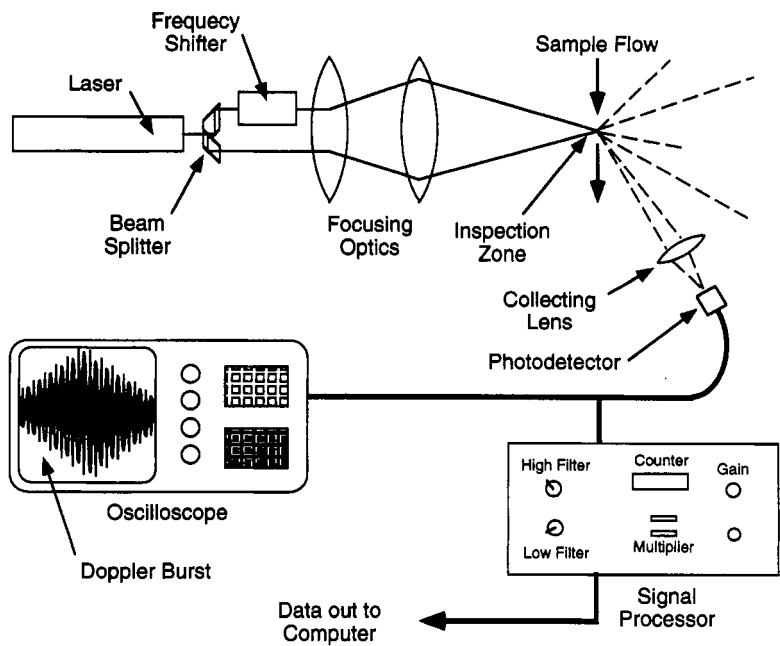 Frequecy
Shifter
Sample Flow
Laser
Beam
Splitter
Focusing
Optics
Inspection
Zone
Collecting
Lens
Photodetector
High Filter
Counter
Gain
Low Filter
Multiplier
Oscilloscope
Doppler Burst
Signal
Processor
Data out to
Computer